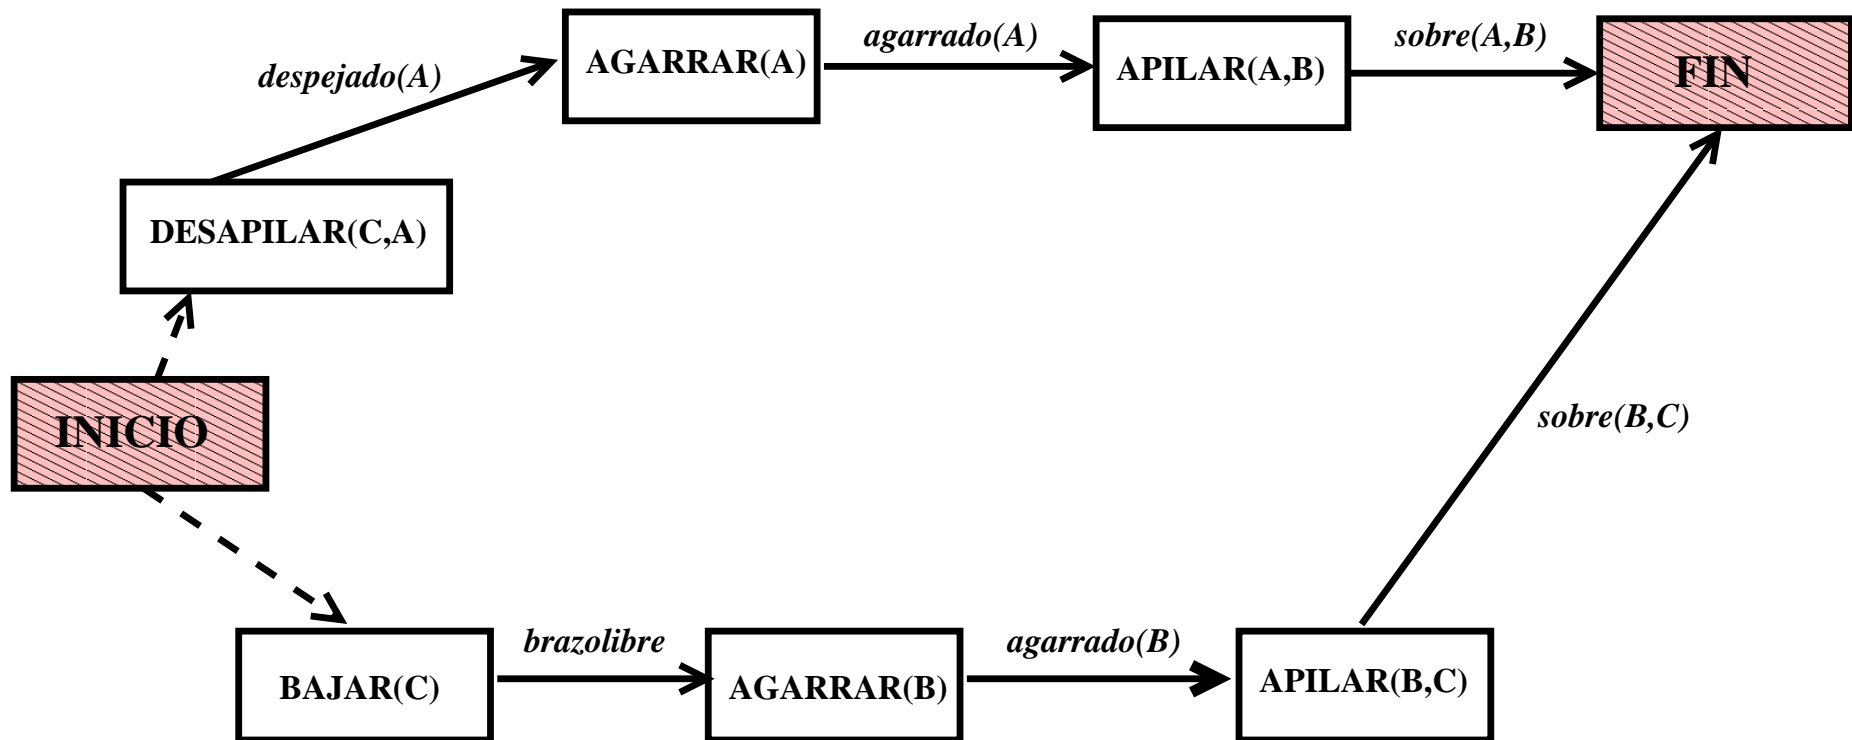 agarrado(A)
sobre(A,B)
AGARRAR(A)
APILAR(A,B)
FIN
despejado(A)
DESAPILAR(C,A)
INICIO
sobre(B,C)
brazolibre
agarrado(B)
BAJAR(C)
AGARRAR(B)
APILAR(B,C)